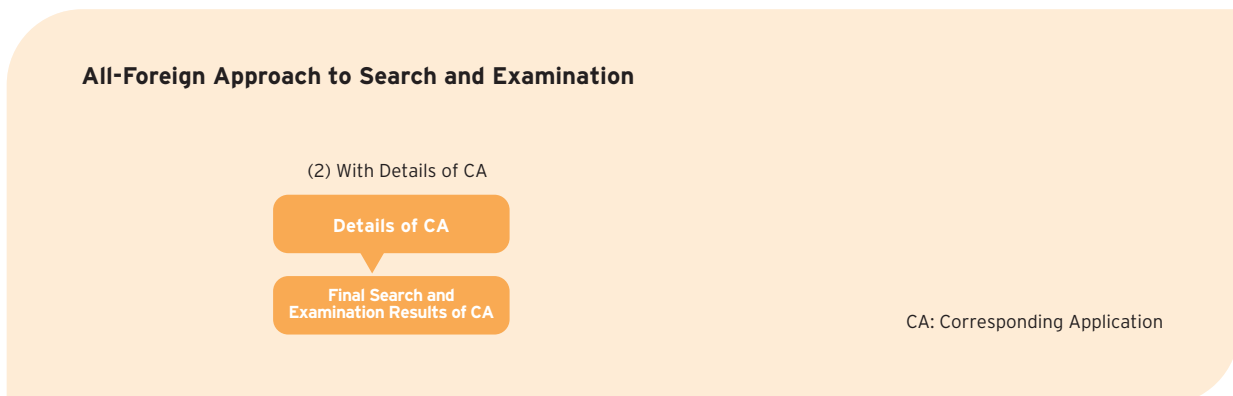 All-Foreign Approach to Search and Examination
(2) With Details of CA
Details of CA
Final Search and
Examination Results of CA
CA: Corresponding Application